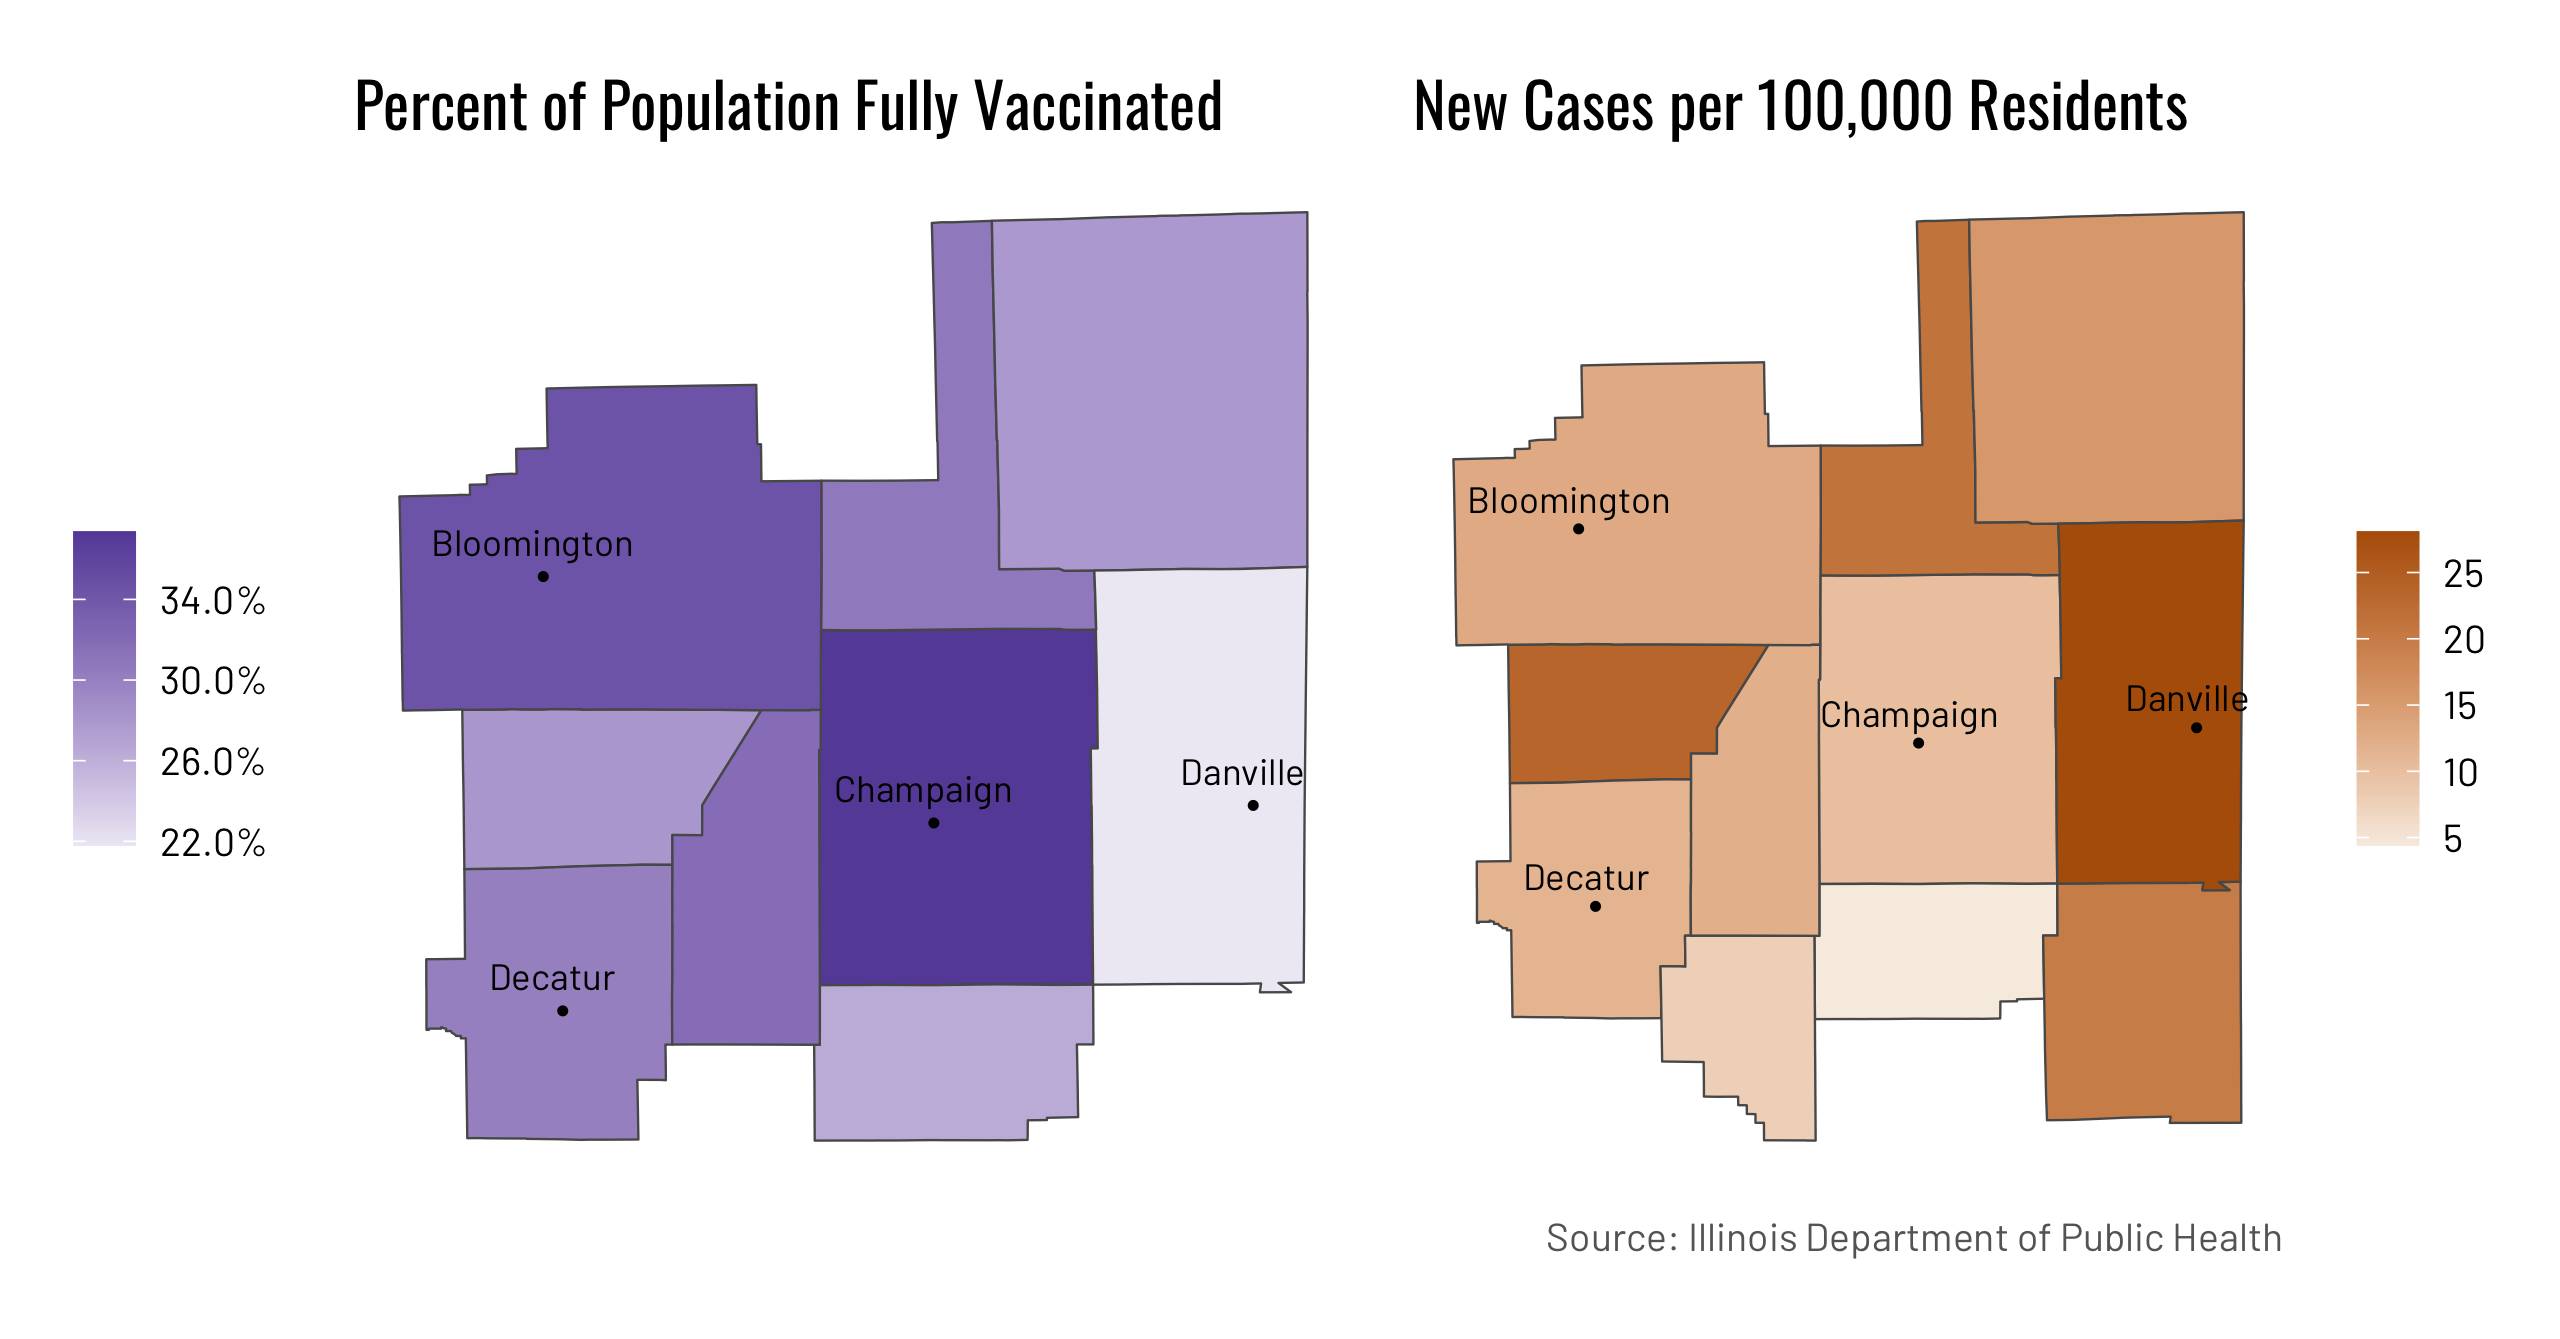 Percent of Population Fully Vaccinated
34.0%
30.0%
26.0%
22.0%
Bloomington
Champaign
Danville
Decatur
New Cases per 100,000 Residents
Bloomington
Champaign
Danville
Decatur
25
20
15
10
5
Source: Illinois Department of Public Health